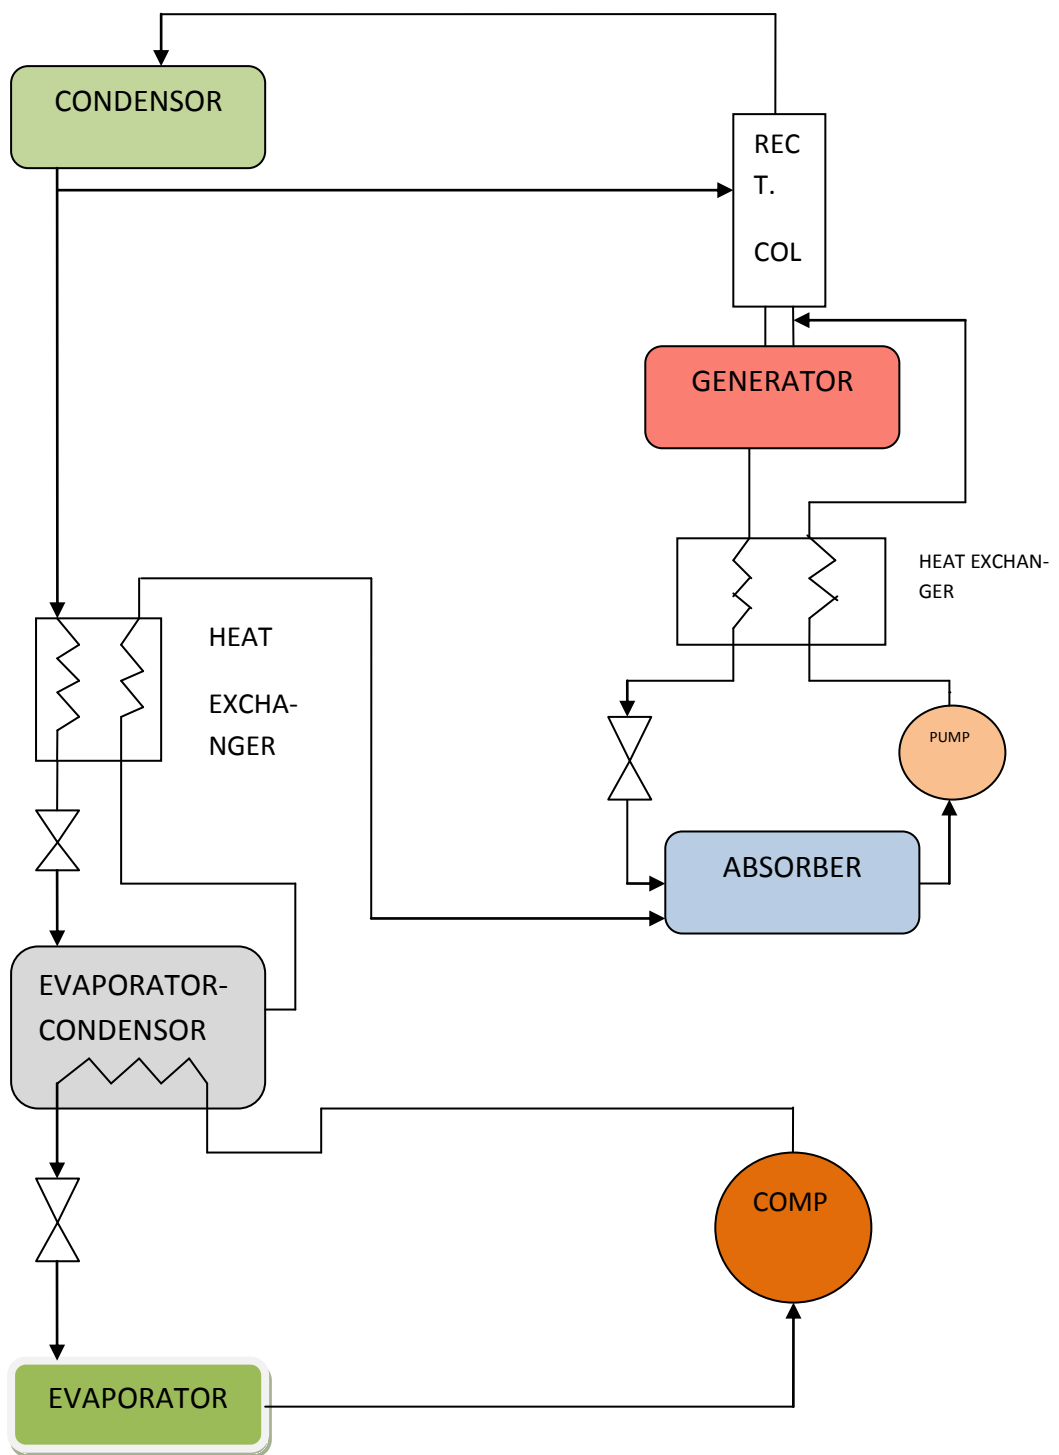 CONDENSOR
REC
T.
COL
GENERATOR
HEAT EXCHAN-
GER
HEAT
EXCHA-
NGER
PUMP
ABSORBER
EVAPORATOR-
CONDENSOR
COMP
EVAPORATOR